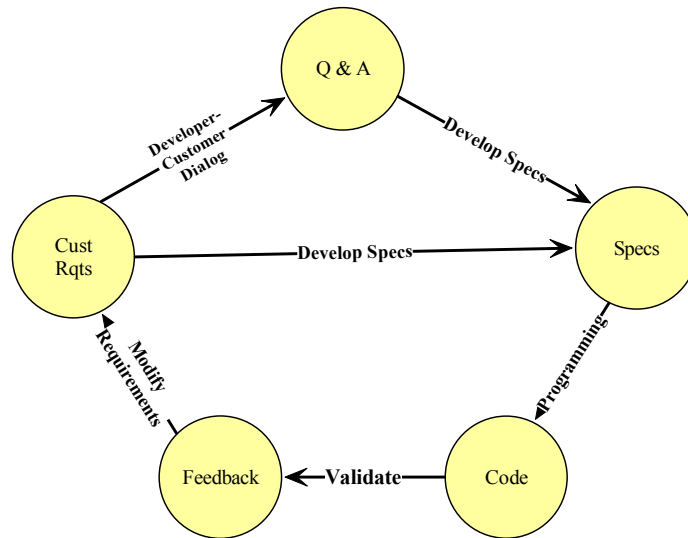 Q & A
Developer-
Customer
Dialog
Develop Specs
Cust
Rqts
Develop Specs
Specs
Modify
Requirements
Programming
Feedback
Validate
Code